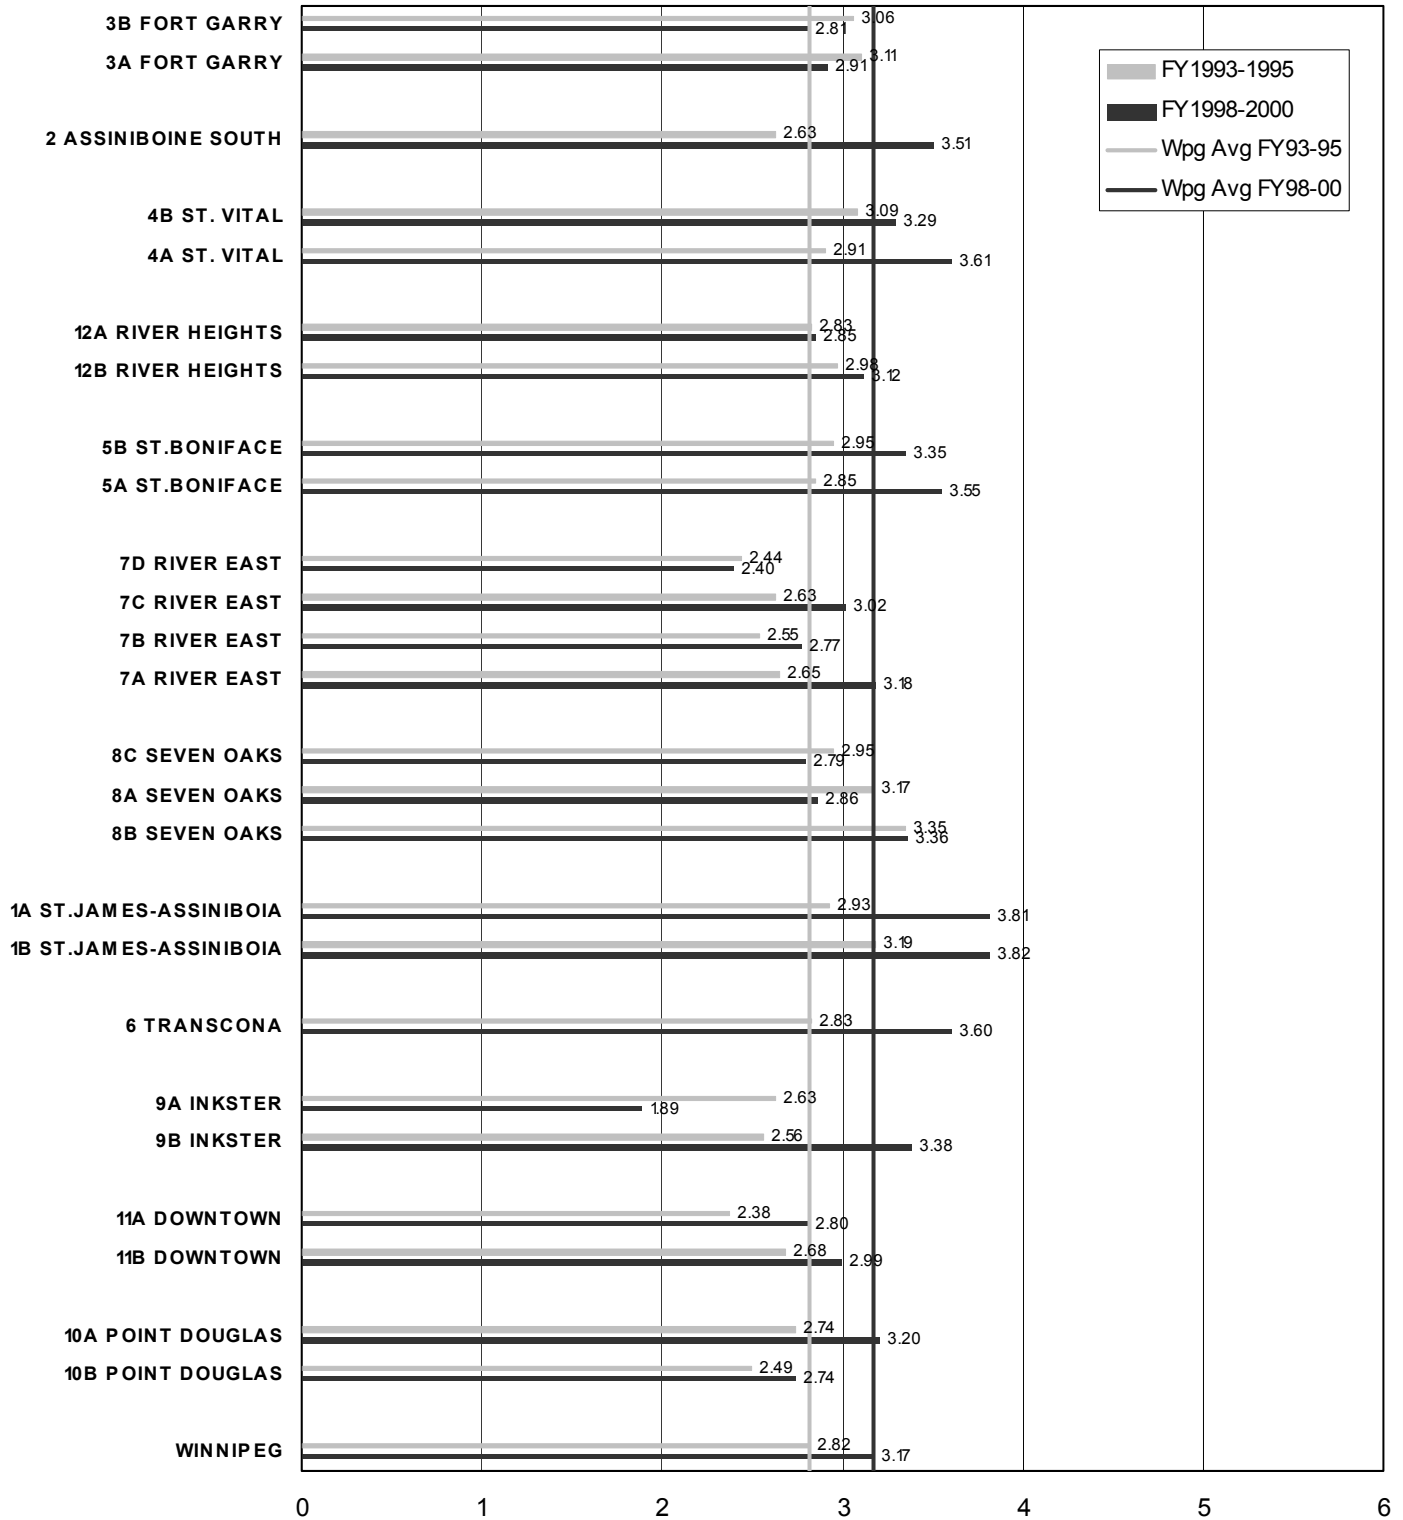 3B FORT GARRY 3.06
2.81
3A FORT GARRY 3.11
2.91
FY1993-1995
FY1998-2000
Wpg Avg FY93-95
Wpg Avg FY98-00
2 ASSINIBOINE SOUTH 2.63
3.51
4B ST. VITAL 3.09
3.29
4A ST. VITAL 2.91
3.61
12A RIVER HEIGHTS 2.83
2.85
12B RIVER HEIGHTS 2.98
3.12
5B ST.BONIFACE 2.95
3.35
5A ST.BONIFACE 2.85
3.55
7D RIVER EAST 2.44
2.40
7C RIVER EAST 2.63
3.02
7B RIVER EAST 2.55
2.77
7A RIVER EAST 2.65
3.18
8C SEVEN OAKS 2.95
2.79
8A SEVEN OAKS 3.17
2.86
8B SEVEN OAKS 3.35
3.36
1A ST.JAMES-ASSINIBOIA 2.93
3.81
1B ST.JAMES-ASSINIBOIA 3.19
3.82
6 TRANSCONA 2.83
3.60
9A INKSTER 2.63
1.89
9B INKSTER 2.56
3.38
11A DOWNTOWN 2.38
2.80
11B DOWNTOWN 2.68
2.99
10A POINT DOUGLAS 2.74
3.20
10B POINT DOUGLAS 2.49
2.74
WINNIPEG 2.82
3.17
0 1 2 3 4 5 6